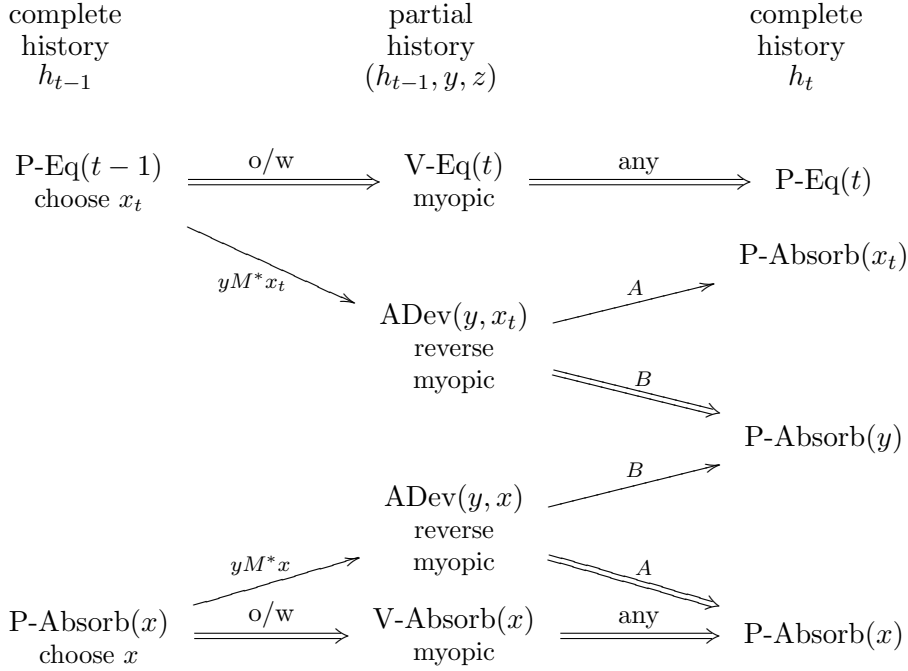 complete partial complete
history history history
h_{t−1} (h_{t−1}, y, z) h_t
P-Eq(t − 1) o/w V-Eq(t) any P-Eq(t)
choose x_t myopic
P-Absorb(x_t)
yM*x_t A
ADev(y, x_t)
reverse
myopic B
P-Absorb(y)
B
ADev(y, x)
reverse
yM*x myopic A
P-Absorb(x) o/w V-Absorb(x) any P-Absorb(x)
choose x myopic